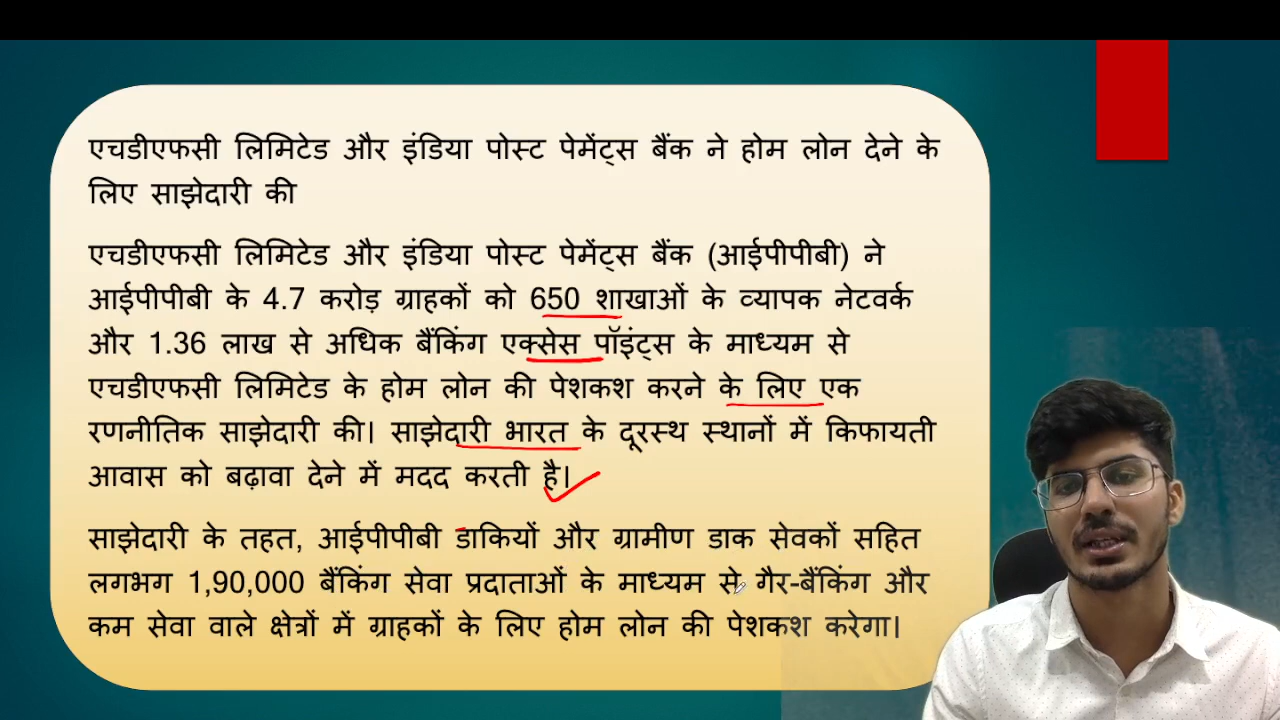 एचडीएफसी लिमिटेड और इंडिया पोस्ट पेमेंट्स बैंक ने होम लोन देने के
लिए साझेदारी की
एचडीएफसी लिमिटेड और इंडिया पोस्ट पेमेंट्स बैंक (आईपीपीबी) ने
आईपीपीबी के 4.7 करोड़ ग्राहकों को 650 शाखाओं के व्यापक नेटवर्क
और 1.36 लाख से अधिक बैंकिंग एक्सेस पॉइंट्स के माध्यम से
एचडीएफसी लिमिटेड के होम लोन की पेशकश करने के लिए एक
रणनीतिक साझेदारी की। साझेदारी भारत के दूरस्थ स्थानों में किफायती
आवास को बढ़ावा देने में मदद करती है।
साझेदारी के तहत, आईपीपीबी डाकियों और ग्रामीण डाक सेवकों सहित
लगभग 1,90,000 बैंकिंग सेवा प्रदाताओं के माध्यम से गैर-बैंकिंग और
कम सेवा वाले क्षेत्रों में ग्राहकों के लिए होम लोन की पेशकश करेगा।